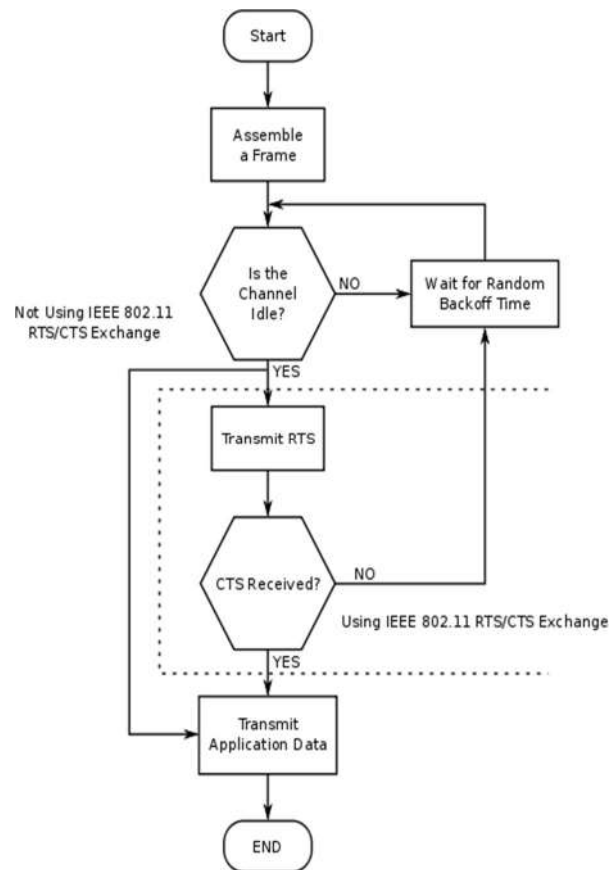 Start
Assemble
a Frame
Is the
Channel
Idle?
NO
Wait for Random
Backoff Time
Not Using IEEE 802.11
RTS/CTS Exchange
YES
Transmit RTS
CTS Received?
NO
Using IEEE 802.11 RTS/CTS Exchange
YES
Transmit
Application Data
END